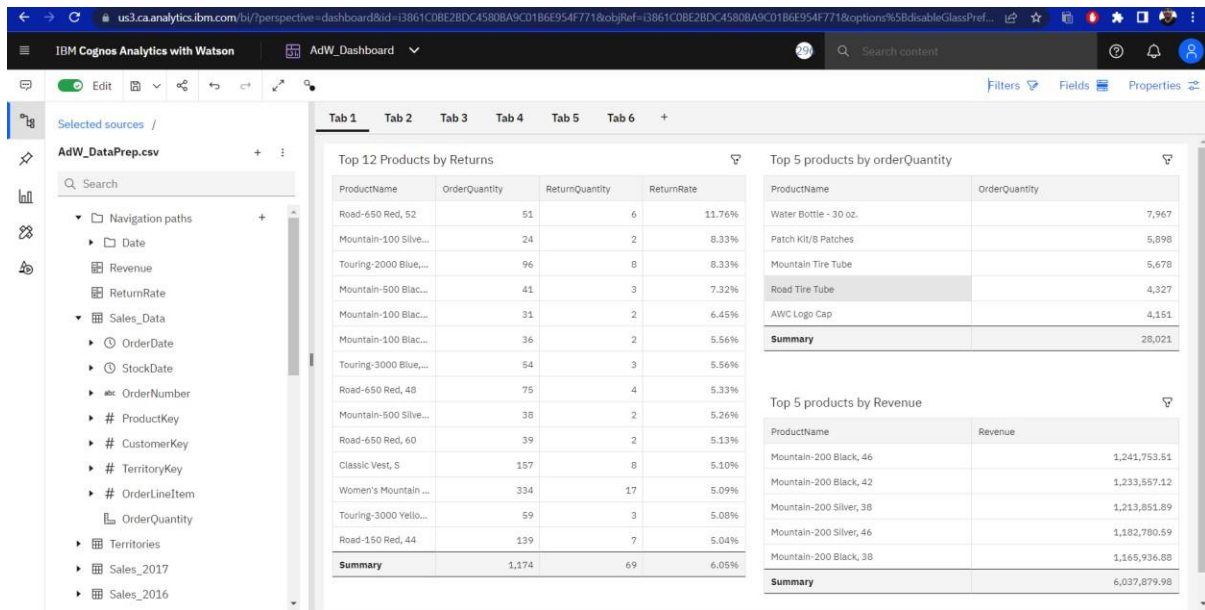 us3.ca.analytics.ibm.com/bi/?perspective=dashboard&id=i3861C0BE2BDC4580BA9C01B6E954F771&objRef=i3861C0BE2BDC4580BA9C01B6E954F771&options%5BdisableGlassPref...
IBM Cognos Analytics with Watson
AdW_Dashboard
Search content
Edit
Filters Fields Properties
Selected sources /
AdW_DataPrep.csv
Search
Navigation paths
Date
Revenue
ReturnRate
Sales_Data
OrderDate
StockDate
abc OrderNumber
# ProductKey
# CustomerKey
# TerritoryKey
# OrderLineItem
OrderQuantity
Territories
Sales_2017
Sales_2016
Tab 1 Tab 2 Tab 3 Tab 4 Tab 5 Tab 6 +
Top 12 Products by Returns
ProductName OrderQuantity ReturnQuantity ReturnRate
Road-650 Red, 52 51 6 11.76%
Mountain-100 Silve... 24 2 8.33%
Touring-2000 Blue,... 96 8 8.33%
Mountain-500 Blac... 41 3 7.32%
Mountain-100 Blac... 31 2 6.45%
Mountain-100 Blac... 36 2 5.56%
Touring-3000 Blue,... 54 3 5.56%
Road-650 Red, 48 75 4 5.33%
Mountain-500 Silve... 38 2 5.26%
Road-650 Red, 60 39 2 5.13%
Classic Vest, S 157 8 5.10%
Women's Mountain ... 334 17 5.09%
Touring-3000 Yello... 59 3 5.08%
Road-150 Red, 44 139 7 5.04%
Summary 1,174 69 6.05%
Top 5 products by orderQuantity
ProductName OrderQuantity
Water Bottle - 30 oz. 7,967
Patch Kit/8 Patches 5,898
Mountain Tire Tube 5,678
Road Tire Tube 4,327
AWC Logo Cap 4,151
Summary 28,021
Top 5 products by Revenue
ProductName Revenue
Mountain-200 Black, 46 1,241,753.51
Mountain-200 Black, 42 1,233,557.12
Mountain-200 Silver, 38 1,213,851.89
Mountain-200 Silver, 46 1,182,780.59
Mountain-200 Black, 38 1,165,936.88
Summary 6,037,879.98